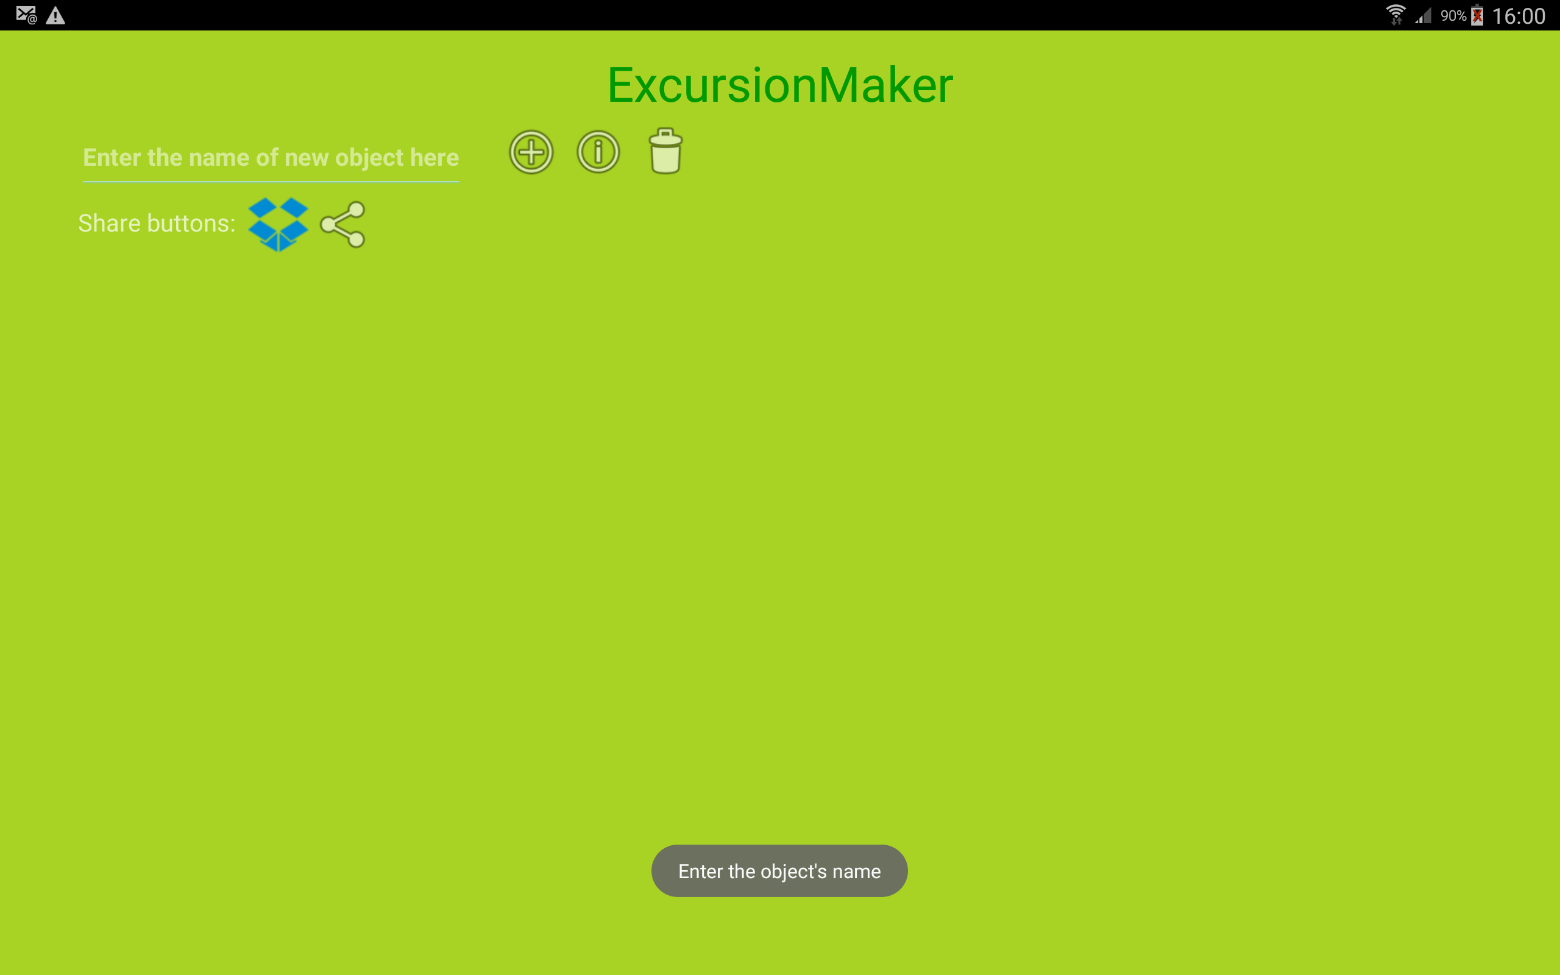 90% 16:00
ExcursionMaker
Enter the name of new object here
Share buttons:
Enter the object's name